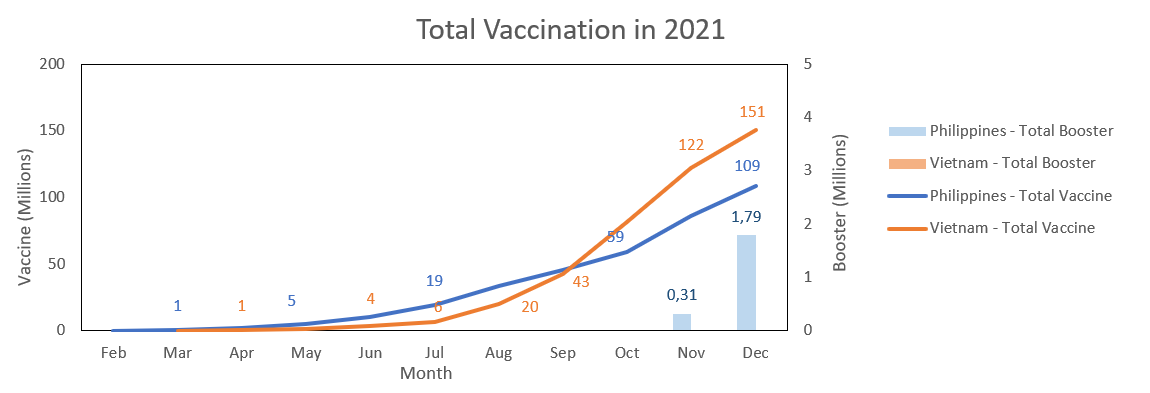 Total Vaccination in 2021
200
150
100
50
0
Vaccine (Millions)
5
4
3
2
1
0
Booster (Millions)
1
1
5
4
19
6
20
43
59
122
151
109
0,31
1,79
Feb Mar Apr May Jun Jul Aug Sep Oct Nov Dec
Month
Philippines - Total Booster
Vietnam - Total Booster
Philippines - Total Vaccine
Vietnam - Total Vaccine